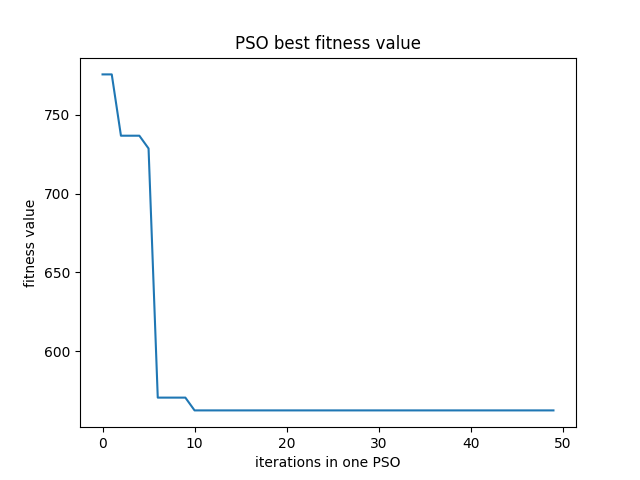 PSO best fitness value
750
700
650
600
fitness value
0 10 20 30 40 50
iterations in one PSO